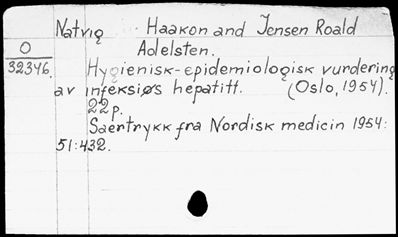 Natvig Haakon and Jensen Roald
O Adelsten.
32346. Hygienisk-epidemiologisk vurdering
av infeksiøs hepatitt. (Oslo, 1954).
22p.
Saertrykk fra Nordisk medicin 1954:
51:432.